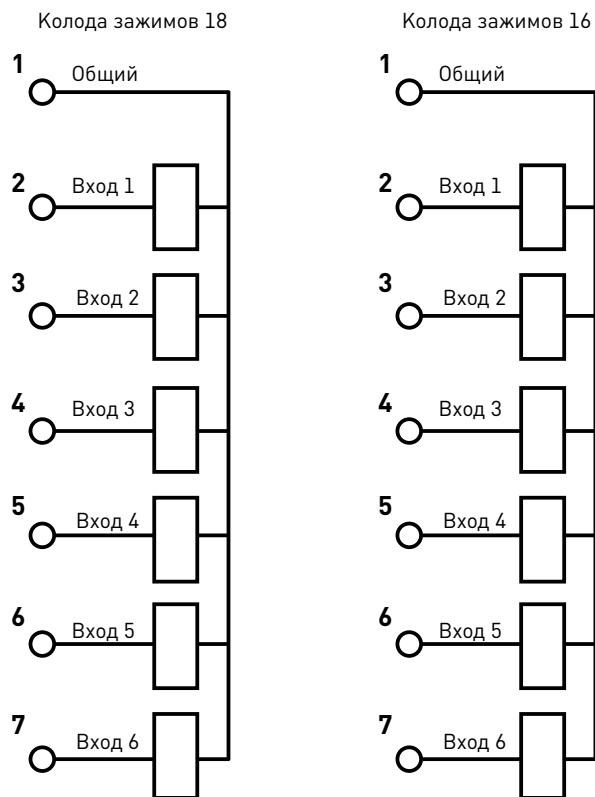 Колода зажимов 18
1
Общий
2
Вход 1
3
Вход 2
4
Вход 3
5
Вход 4
6
Вход 5
7
Вход 6
Колода зажимов 16
1
Общий
2
Вход 1
3
Вход 2
4
Вход 3
5
Вход 4
6
Вход 5
7
Вход 6